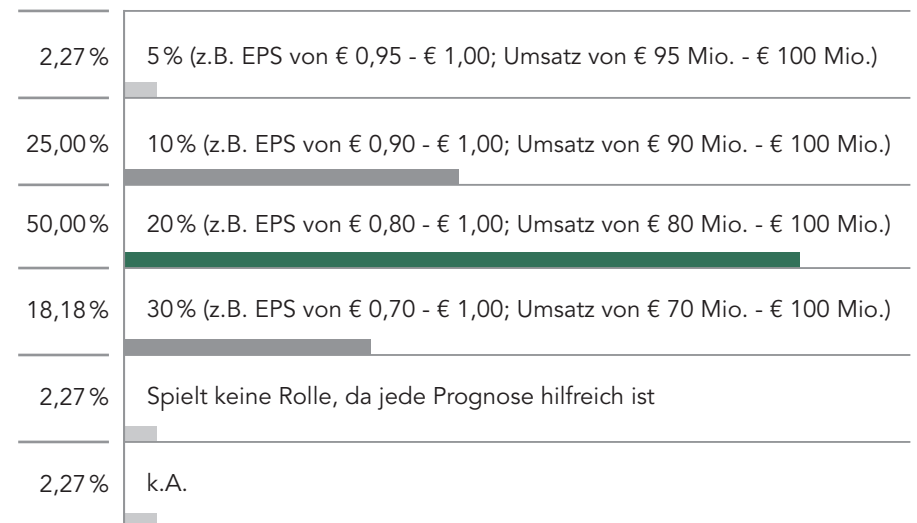 2,27 % 5 % (z.B. EPS von € 0,95 - € 1,00; Umsatz von € 95 Mio. - € 100 Mio.)
25,00 % 10 % (z.B. EPS von € 0,90 - € 1,00; Umsatz von € 90 Mio. - € 100 Mio.)
50,00 % 20 % (z.B. EPS von € 0,80 - € 1,00; Umsatz von € 80 Mio. - € 100 Mio.)
18,18 % 30 % (z.B. EPS von € 0,70 - € 1,00; Umsatz von € 70 Mio. - € 100 Mio.)
2,27 % Spielt keine Rolle, da jede Prognose hilfreich ist
2,27 % k.A.